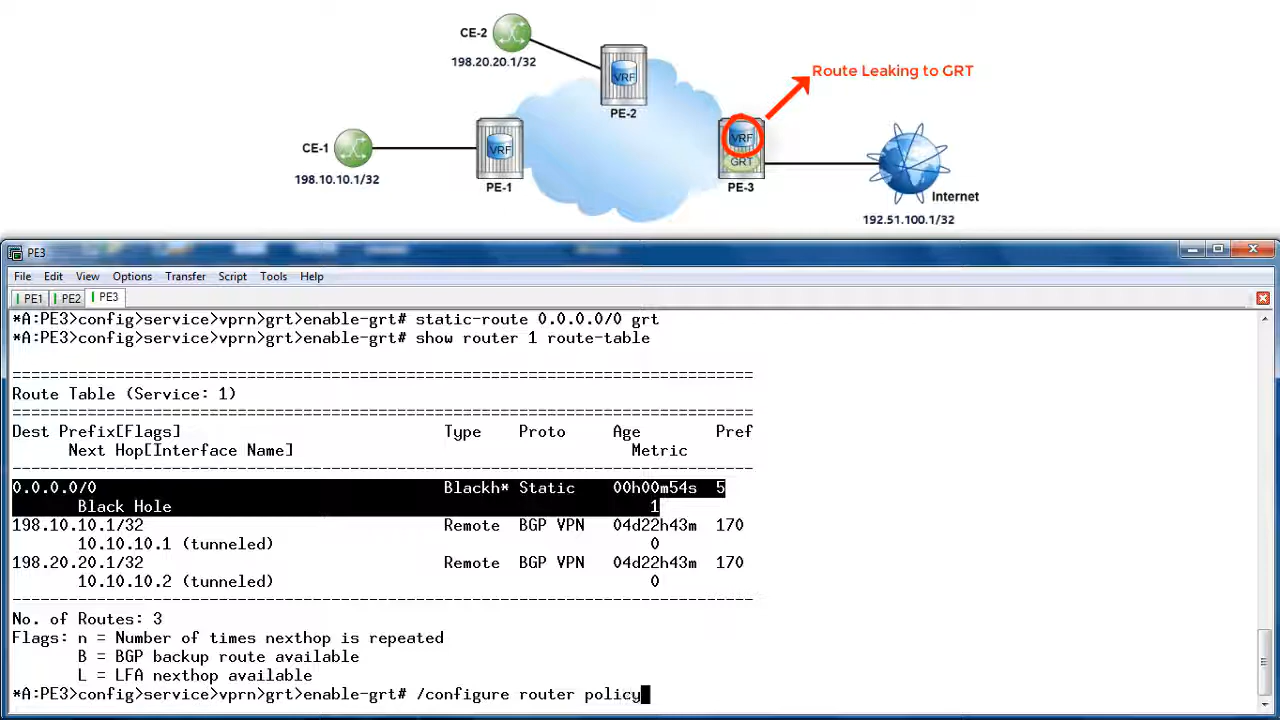 CE-2
198.20.20.1/32
VRF
PE-2
Route Leaking to GRT
CE-1
198.10.10.1/32
VRF
PE-1
VRF
GRT
PE-3
Internet
192.51.100.1/32
PE3
File Edit View Options Transfer Script Tools Help
PE1 PE2 PE3
*A:PE3>config>service>vprn>grt>enable-grt# static-route 0.0.0.0/0 grt
*A:PE3>config>service>vprn>grt>enable-grt# show router 1 route-table
===============================================================================
Route Table (Service: 1)
===============================================================================
Dest Prefix[Flags] Type Proto Age Pref
Next Hop[Interface Name] Metric
-------------------------------------------------------------------------------
0.0.0.0/0 Blackh* Static 00h00m54s 5
Black Hole 1
198.10.10.1/32 Remote BGP VPN 04d22h43m 170
10.10.10.1 (tunneled) 0
198.20.20.1/32 Remote BGP VPN 04d22h43m 170
10.10.10.2 (tunneled) 0
-------------------------------------------------------------------------------
No. of Routes: 3
Flags: n = Number of times nexthop is repeated
B = BGP backup route available
L = LFA nexthop available
*A:PE3>config>service>vprn>grt>enable-grt# /configure router policy